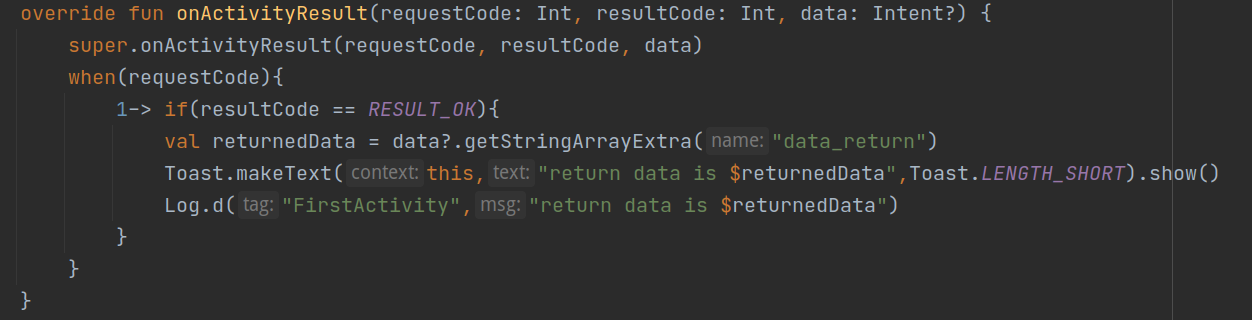 override fun onActivityResult(requestCode: Int, resultCode: Int, data: Intent?) {
super.onActivityResult(requestCode, resultCode, data)
when(requestCode){
1-> if(resultCode == RESULT_OK){
val returnedData = data?.getStringArrayExtra( name: "data_return")
Toast.makeText( context: this, text: "return data is $returnedData",Toast.LENGTH_SHORT).show()
Log.d( tag: "FirstActivity", msg: "return data is $returnedData")
}
}
}